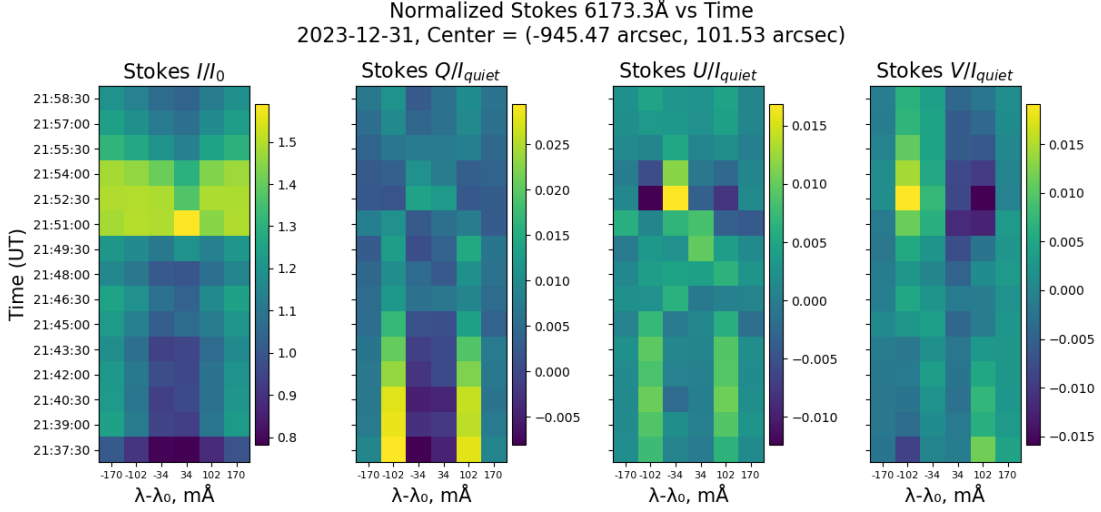 Normalized Stokes 6173.3Å vs Time
2023-12-31, Center = (-945.47 arcsec, 101.53 arcsec)
Stokes I/I₀
Stokes Q/I_quiet
Stokes U/I_quiet
Stokes V/I_quiet
Time (UT)
21:58:30
21:57:00
21:55:30
21:54:00
21:52:30
21:51:00
21:49:30
21:48:00
21:46:30
21:45:00
21:43:30
21:42:00
21:40:30
21:39:00
21:37:30
1.5
1.4
1.3
1.2
1.1
1.0
0.9
0.8
0.025
0.020
0.015
0.010
0.005
0.000
−0.005
0.015
0.010
0.005
0.000
−0.005
−0.010
0.015
0.010
0.005
0.000
−0.005
−0.010
−0.015
-170 -102 -34 34 102 170
-170 -102 -34 34 102 170
-170 -102 -34 34 102 170
-170 -102 -34 34 102 170
λ-λ₀, mÅ
λ-λ₀, mÅ
λ-λ₀, mÅ
λ-λ₀, mÅ